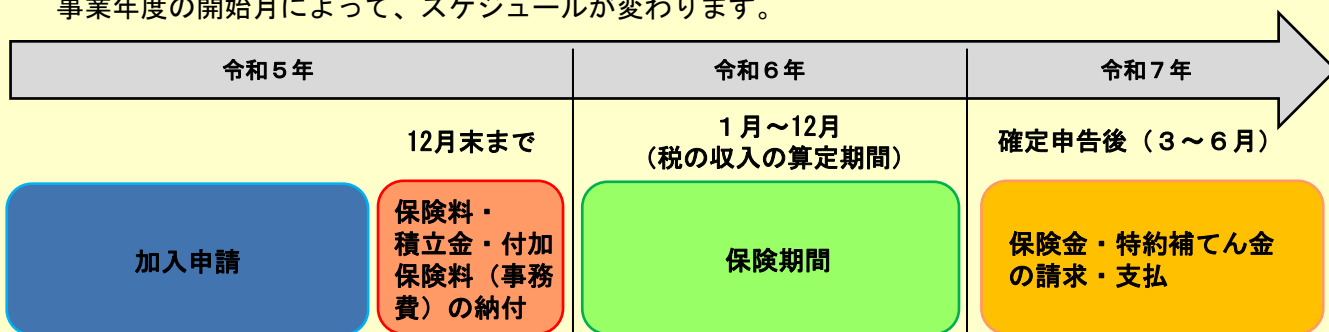 事業年度の開始月によって、スケジュールが変わります。
令和５年
令和６年
令和７年
12月末まで
１月～12月
（税の収入の算定期間）
確定申告後（３～６月）
加入申請
保険料・
積立金・付加
保険料（事務
費）の納付
保険期間
保険金・特約補てん金
の請求・支払